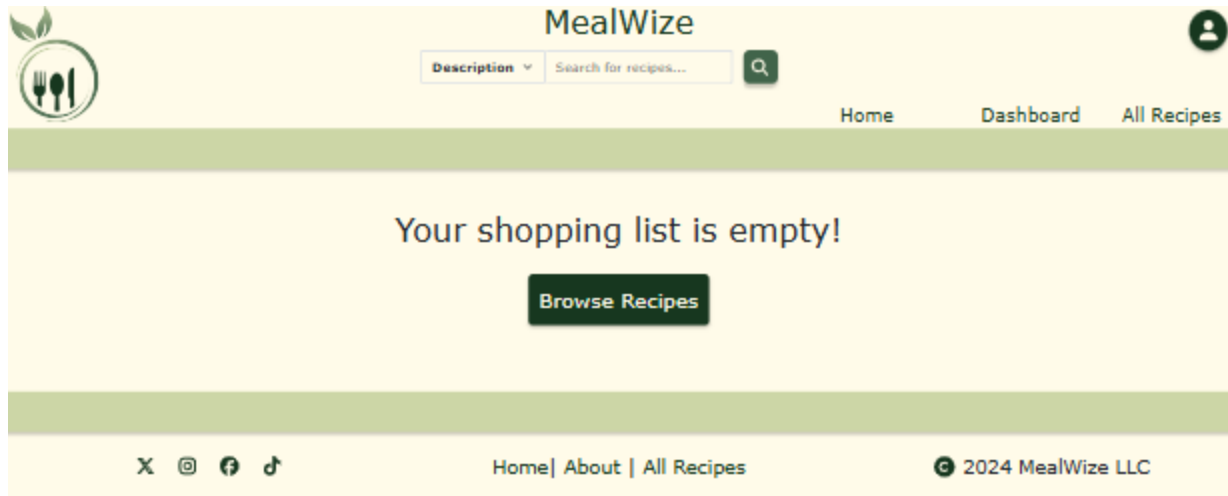 MealWize
Description Search for recipes...
Home Dashboard All Recipes
Your shopping list is empty!
Browse Recipes
Home| About | All Recipes
2024 MealWize LLC